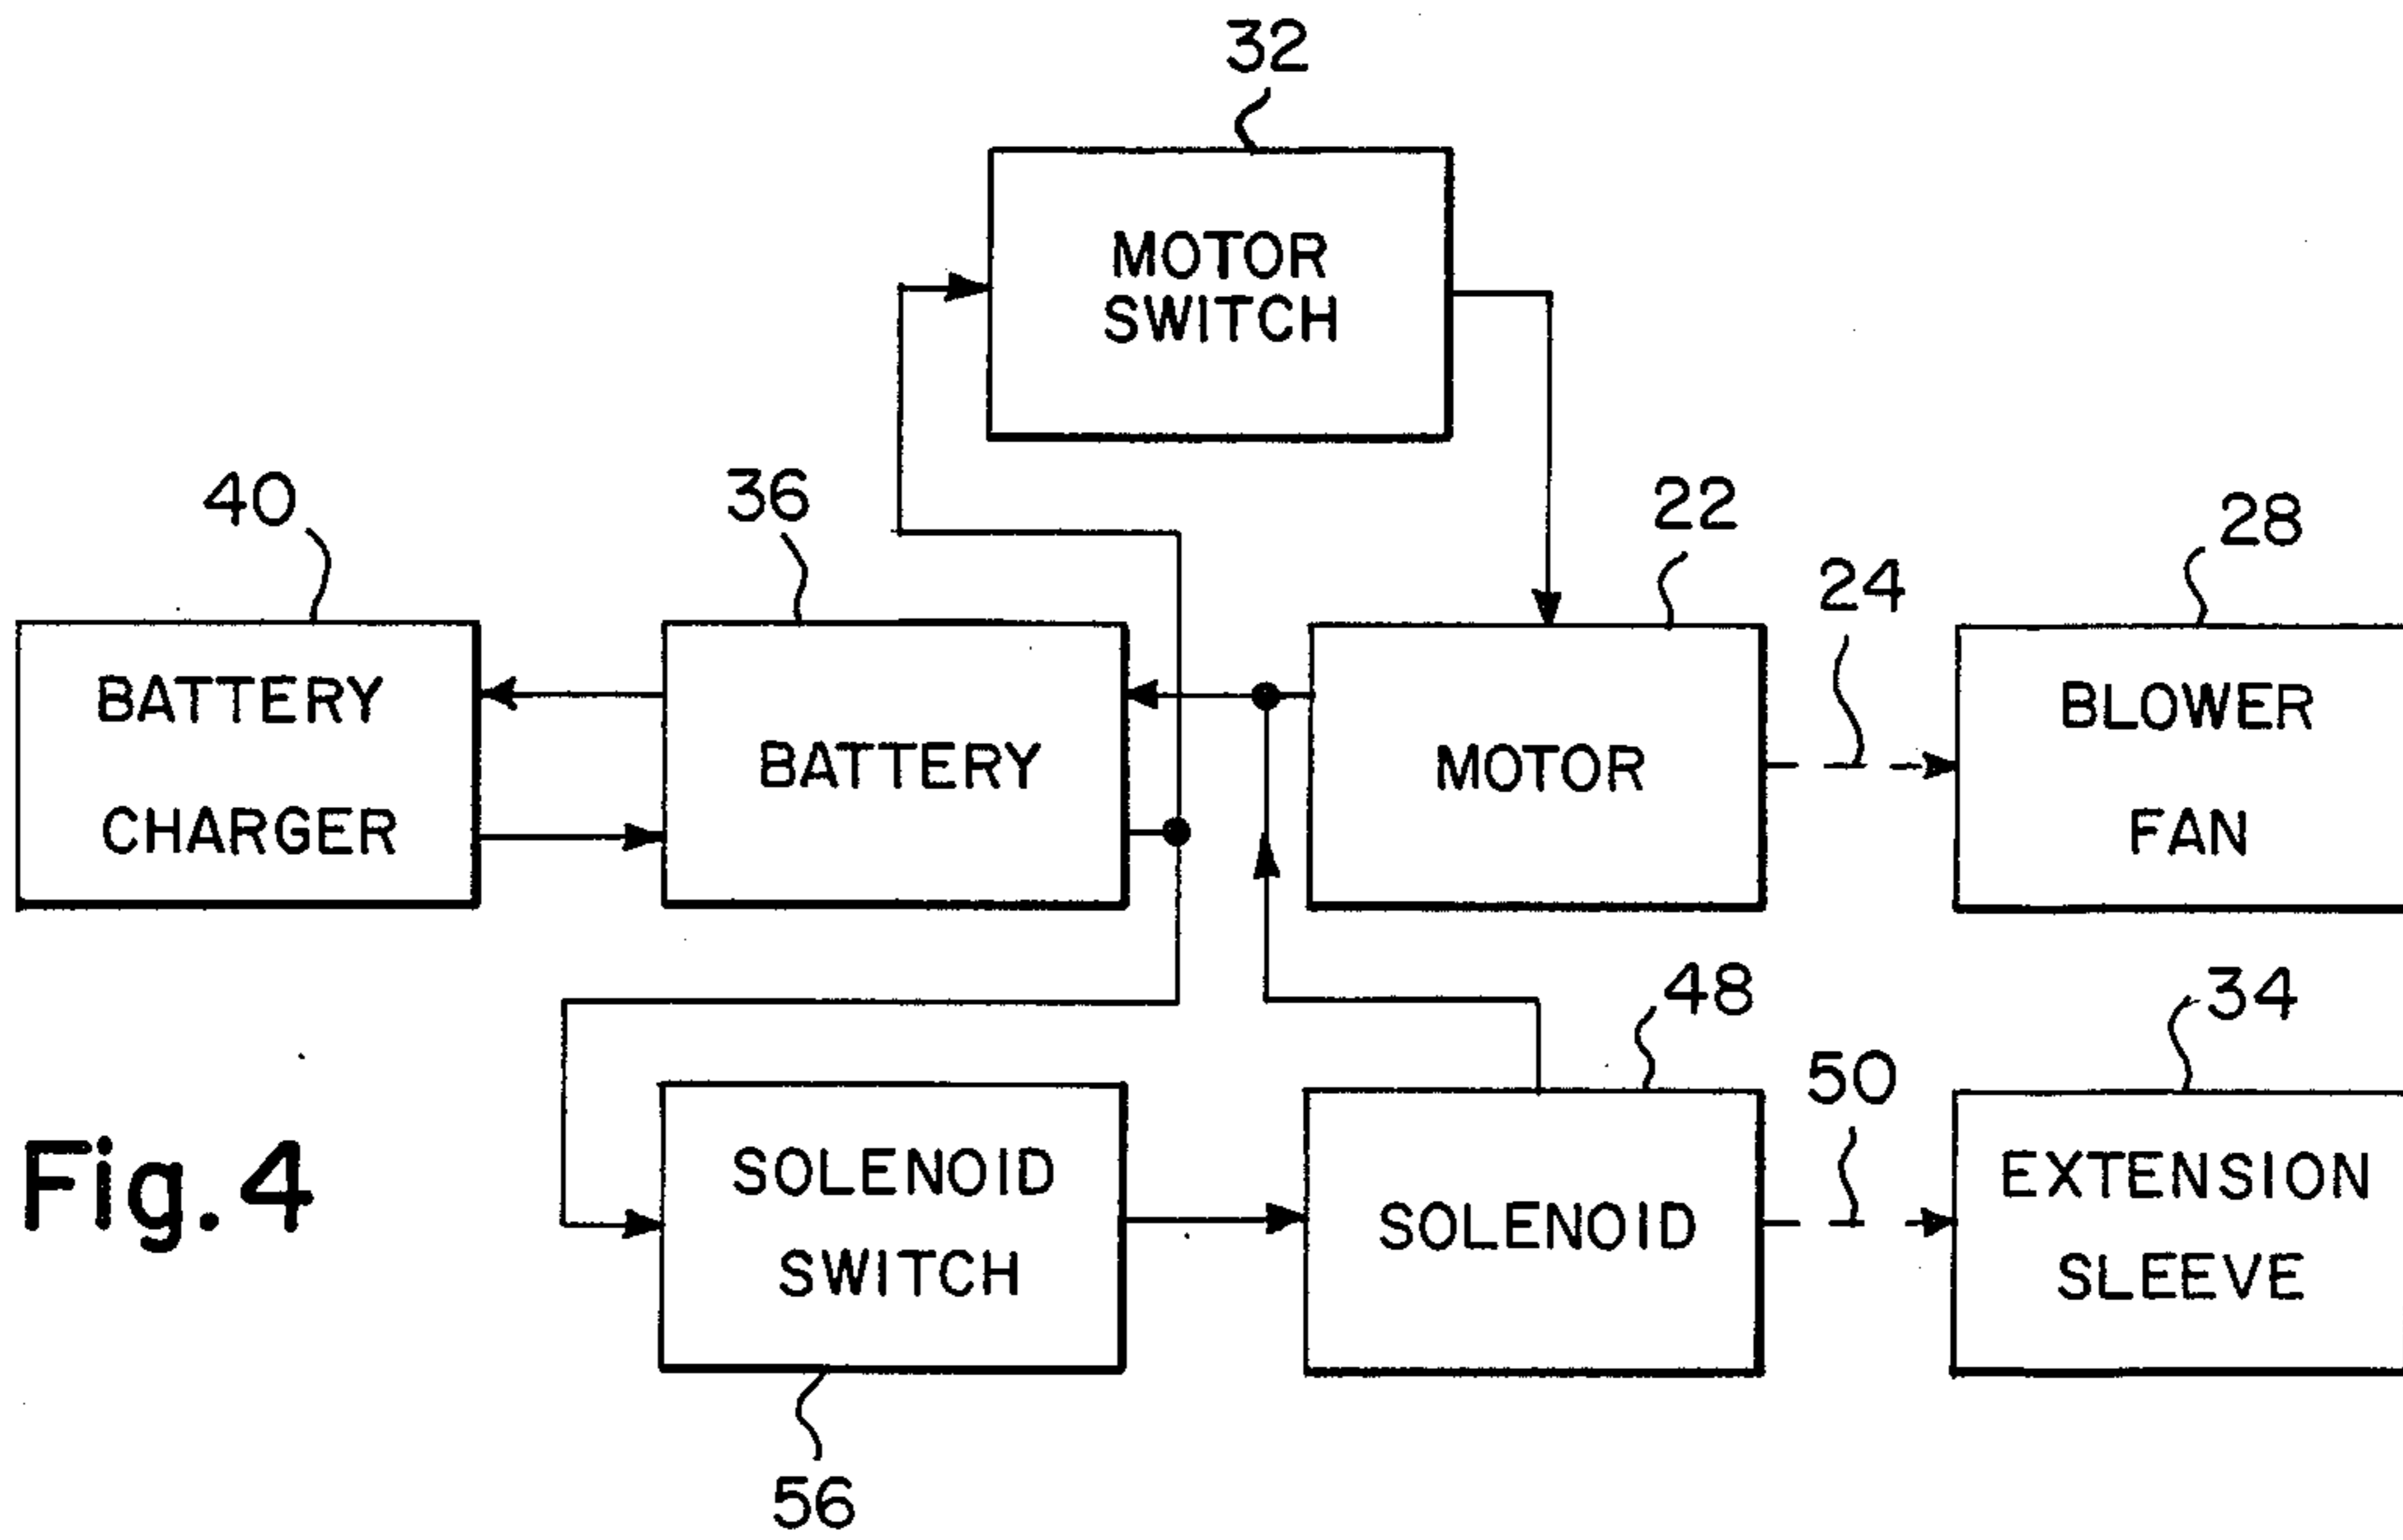 32
MOTOR
SWITCH
40
36
22
24
28
BATTERY
CHARGER
BATTERY
MOTOR
BLOWER
FAN
48
50
34
SOLENOID
SWITCH
SOLENOID
EXTENSION
SLEEVE
Fig. 4
56